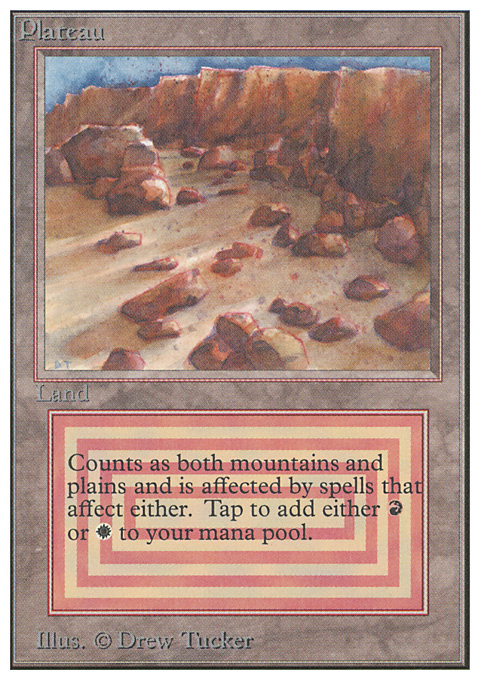 Plateau
Land
Counts as both mountains and
plains and is affected by spells that
affect either. Tap to add either
or to your mana pool.
Illus. © Drew Tucker